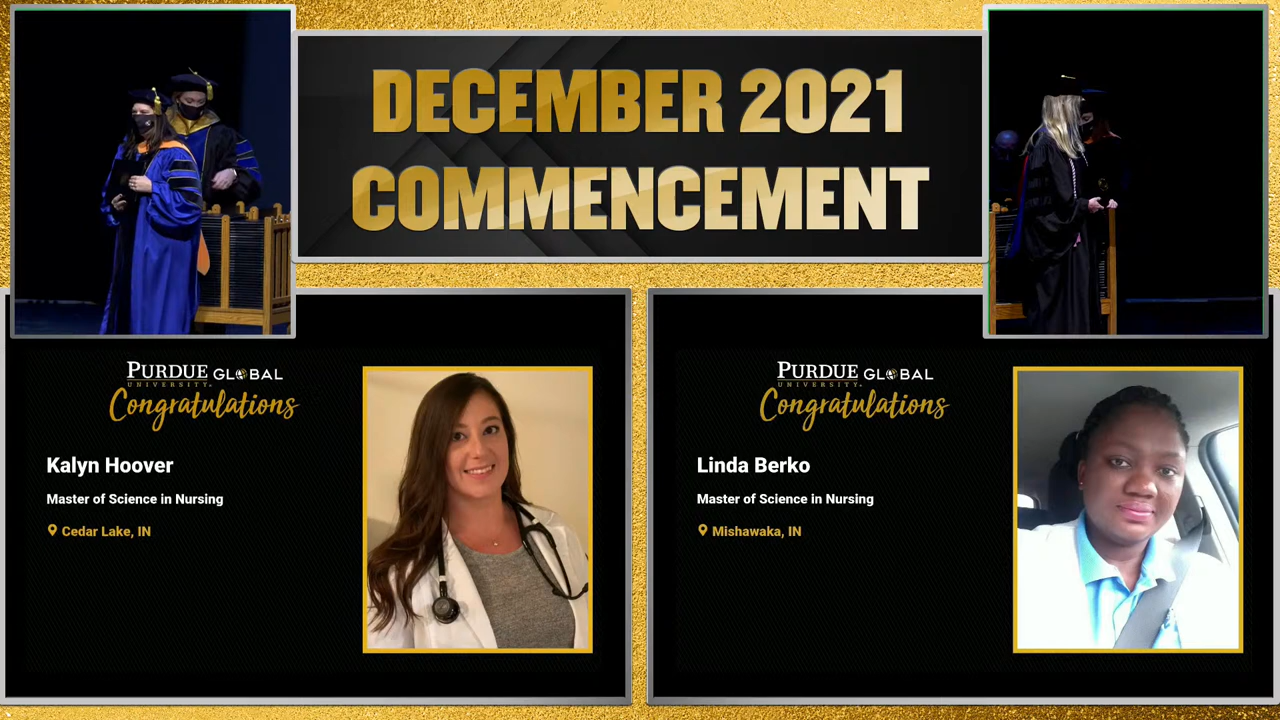 DECEMBER 2021
COMMENCEMENT
PURDUE GLOBAL
UNIVERSITY
Congratulations
Kalyn Hoover
Master of Science in Nursing
Cedar Lake, IN
PURDUE GLOBAL
UNIVERSITY
Congratulations
Linda Berko
Master of Science in Nursing
Mishawaka, IN